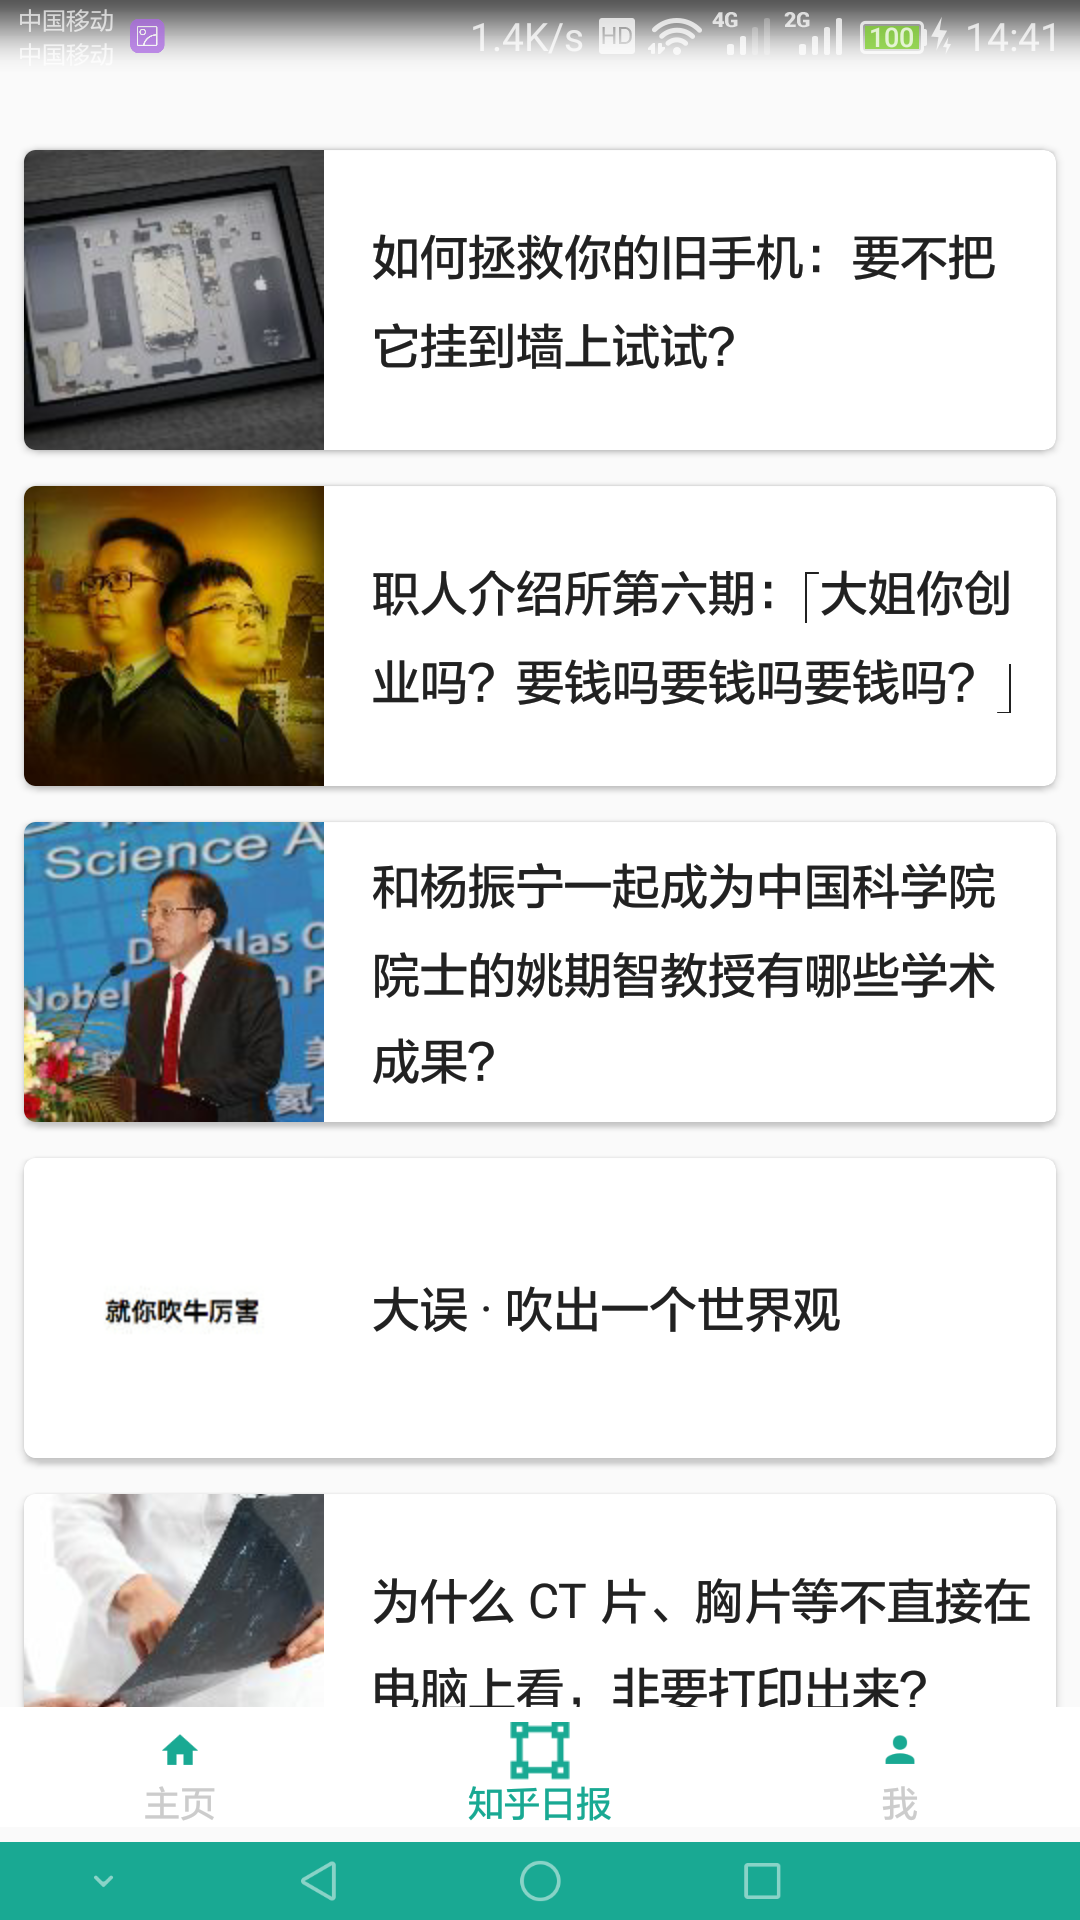 中国移动
中国移动
1.4K/s HD 4G 2G 100 14:41
如何拯救你的旧手机：要不把
它挂到墙上试试？
职人介绍所第六期：「大姐你创
业吗？要钱吗要钱吗要钱吗？」
Science A
Nobel
和杨振宁一起成为中国科学院
院士的姚期智教授有哪些学术
成果？
就你吹牛厉害
大误 · 吹出一个世界观
为什么 CT 片、胸片等不直接在
电脑上看，非要打印出来？
主页
知乎日报
我